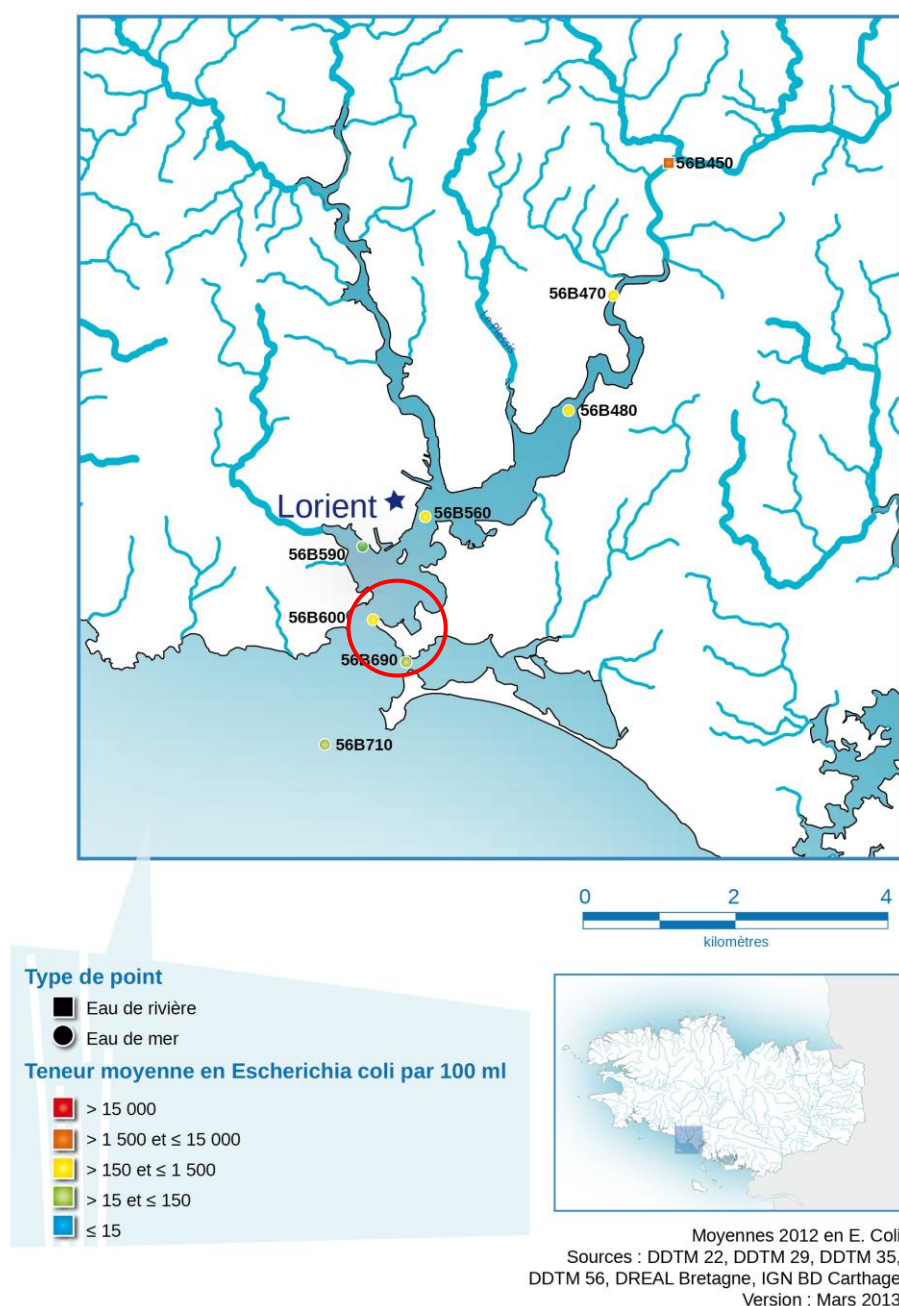 56B450
56B470
Le Plessis
56B480
Lorient
56B560
56B590
56B600
56B690
56B710
0 2 4
kilomètres
Type de point
Eau de rivière
Eau de mer
Teneur moyenne en Escherichia coli par 100 ml
> 15 000
> 1 500 et ≤ 15 000
> 150 et ≤ 1 500
> 15 et ≤ 150
≤ 15
Moyennes 2012 en E. Coli
Sources : DDTM 22, DDTM 29, DDTM 35,
DDTM 56, DREAL Bretagne, IGN BD Carthage
Version : Mars 2013